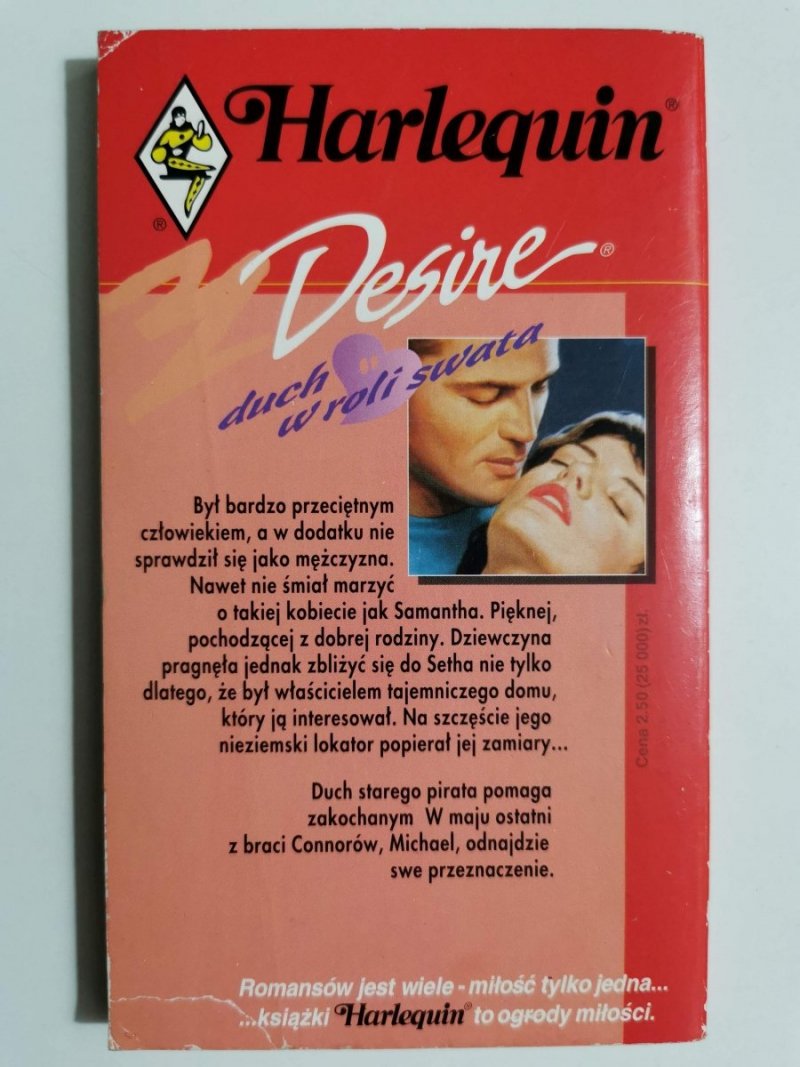 Harlequin®
®
Desire®
duch
w roli swata
Był bardzo przeciętnym
człowiekiem, a w dodatku nie
sprawdził się jako mężczyzna.
Nawet nie śmiał marzyć
o takiej kobiecie jak Samantha. Pięknej,
pochodzącej z dobrej rodziny. Dziewczyna
pragnęła jednak zbliżyć się do Setha nie tylko
dlatego, że był właścicielem tajemniczego domu,
który ją interesował. Na szczęście jego
nieziemski lokator popierał jej zamiary...
Cena 2.50 (25 000) zł.
Duch starego pirata pomaga
zakochanym W maju ostatni
z braci Connorów, Michael, odnajdzie
swe przeznaczenie.
Romansów jest wiele - miłość tylko jedna...
...książki Harlequin® to ogrody miłości.